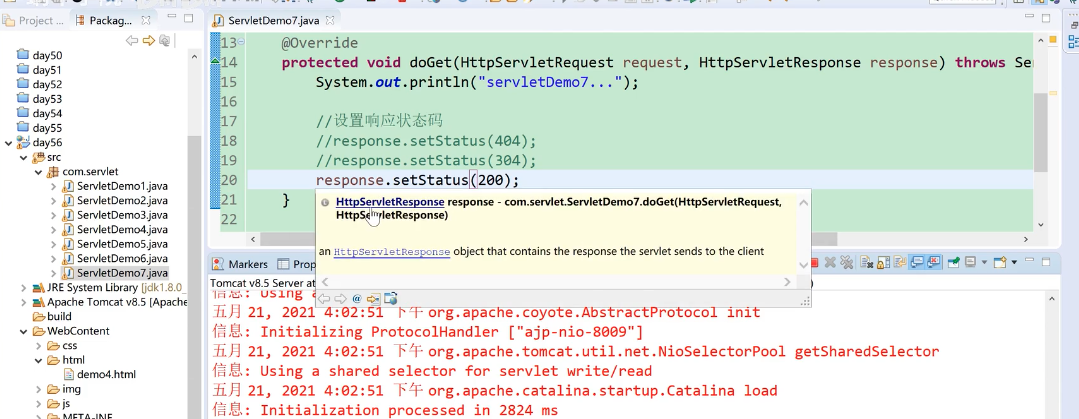 Project ...
Packag...
day50
day51
day52
day53
day54
day55
day56
src
com.servlet
ServletDemo1.java
ServletDemo2.java
ServletDemo3.java
ServletDemo4.java
ServletDemo5.java
ServletDemo6.java
ServletDemo7.java
JRE System Library [jdk1.8.0_
Apache Tomcat v8.5 [Apache
build
WebContent
css
html
demo4.html
img
js
META-INF
ServletDemo7.java
13 @Override
14 protected void doGet(HttpServletRequest request, HttpServletResponse response) throws Se
15 System.out.println("servletDemo7...");
16
17 //设置响应状态码
18 //response.setStatus(404);
19 //response.setStatus(304);
20 response.setStatus(200);
21 }
22
HttpServletResponse response - com.servlet.ServletDemo7.doGet(HttpServletRequest,
HttpServletResponse)
an HttpServletResponse object that contains the response the servlet sends to the client
Markers
Prop
Tomcat v8.5 Server at
信息: Using a
五月 21, 2021 4:02:51 下午 org.apache.coyote.AbstractProtocol init
信息: Initializing ProtocolHandler ["ajp-nio-8009"]
五月 21, 2021 4:02:51 下午 org.apache.tomcat.util.net.NioSelectorPool getSharedSelector
信息: Using a shared selector for servlet write/read
五月 21, 2021 4:02:51 下午 org.apache.catalina.startup.Catalina load
信息: Initialization processed in 2824 ms